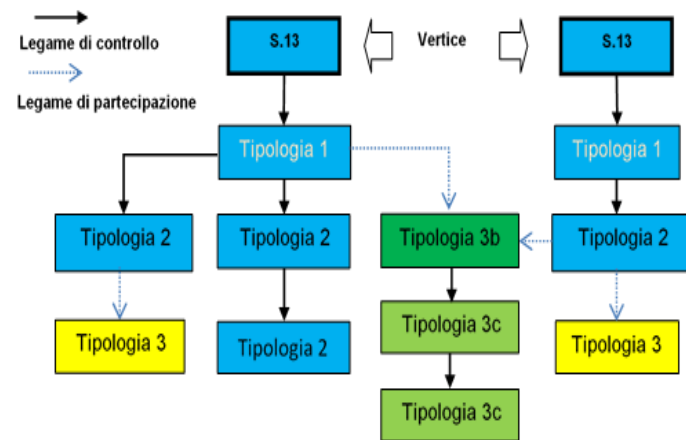 Legame di controllo
Legame di partecipazione
S.13
Vertice
S.13
Tipologia 1
Tipologia 1
Tipologia 2
Tipologia 2
Tipologia 3b
Tipologia 2
Tipologia 3
Tipologia 2
Tipologia 3c
Tipologia 3
Tipologia 3c